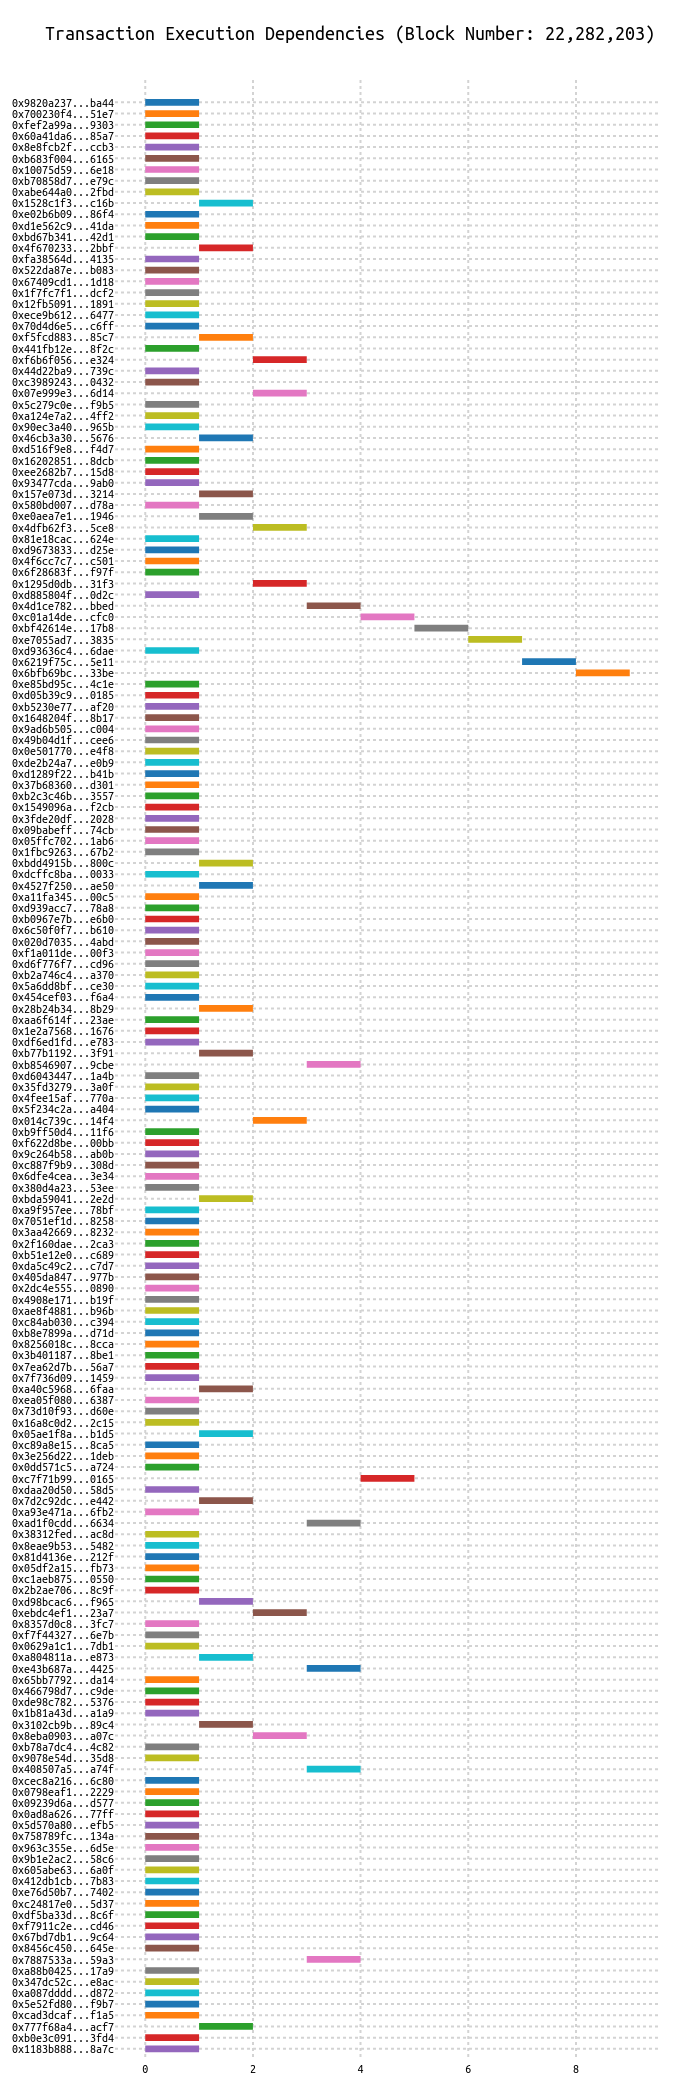 Transaction Execution Dependencies (Block Number: 22,282,203)
0x9820a237...ba44
0x700230f4...51e7
0xfef2a99a...9303
0x60a41da6...85a7
0x8e8fcb2f...ccb3
0xb683f004...6165
0x10075d59...6e18
0xb70858d7...e79c
0xabe644a0...2fbd
0x1528c1f3...c16b
0xe02b6b09...86f4
0xd1e562c9...41da
0xbd67b341...42d1
0x4f670233...2bbf
0xfa38564d...4135
0x522da87e...b083
0x67409cd1...1d18
0x1f7fc7f1...dcf2
0x12fb5091...1891
0xece9b612...6477
0x70d4d6e5...c6ff
0xf5fcd883...85c7
0x441fb12e...8f2c
0xf6b6f056...e324
0x44d22ba9...739c
0xc3989243...0432
0x07e999e3...6d14
0x5c279c0e...f9b5
0xa124e7a2...4ff2
0x90ec3a40...965b
0x46cb3a30...5676
0xd516f9e8...f4d7
0x16202851...8dcb
0xee2682b7...15d8
0x93477cda...9ab0
0x157e073d...3214
0x580bd007...d78a
0xe0aea7e1...1946
0x4dfb62f3...5ce8
0x81e18cac...624e
0xd9673833...d25e
0x4f6cc7c7...c501
0x6f28683f...f97f
0x1295d0db...31f3
0xd885804f...0d2c
0x4d1ce782...bbed
0xc01a14de...cfc0
0xbf42614e...17b8
0xe7055ad7...3835
0xd93636c4...6dae
0x6219f75c...5e11
0x6bfb69bc...33be
0xe85bd95c...4c1e
0xd05b39c9...0185
0xb5230e77...af20
0x1648204f...8b17
0x9ad6b505...c004
0x49b04d1f...cee6
0x0e501770...e4f8
0xde2b24a7...e0b9
0xd1289f22...b41b
0x37b68360...d301
0xb2c3c46b...3557
0x1549096a...f2cb
0x3fde20df...2028
0x09babeff...74cb
0x05ffc702...1ab6
0x1fbc9263...67b2
0xbdd4915b...800c
0xdcffc8ba...0033
0x4527f250...ae50
0xa11fa345...00c5
0xd939acc7...78a8
0xb0967e7b...e6b0
0x6c50f0f7...b610
0x020d7035...4abd
0xf1a011de...00f3
0xd6f776f7...cd96
0xb2a746c4...a370
0x5a6dd8bf...ce30
0x454cef03...f6a4
0x28b24b34...8b29
0xaa6f614f...23ae
0x1e2a7568...1676
0xdf6ed1fd...e783
0xb77b1192...3f91
0xb8546907...9cbe
0xd6043447...1a4b
0x35fd3279...3a0f
0x4fee15af...770a
0x5f234c2a...a404
0x014c739c...14f4
0xb9ff50d4...11f6
0xf622d8be...00bb
0x9c264b58...ab0b
0xc887f9b9...308d
0x6dfe4cea...3e34
0x380d4a23...53ee
0xbda59041...2e2d
0xa9f957ee...78bf
0x7051ef1d...8258
0x3aa42669...8232
0x2f160dae...2ca3
0xb51e12e0...c689
0xda5c49c2...c7d7
0x405da847...977b
0x2dc4e555...0890
0x4908e171...b19f
0xae8f4881...b96b
0xc84ab030...c394
0xb8e7899a...d71d
0x8256018c...8cca
0x3b401187...8be1
0x7ea62d7b...56a7
0x7f736d09...1459
0xa40c5968...6faa
0xea05f080...6387
0x73d10f93...d60e
0x16a8c0d2...2c15
0x05ae1f8a...b1d5
0xc89a8e15...8ca5
0x3e256d22...1deb
0x0dd571c5...a724
0xc7f71b99...0165
0xdaa20d50...58d5
0x7d2c92dc...e442
0xa93e471a...6fb2
0xad1f0cdd...6634
0x38312fed...ac8d
0x8eae9b53...5482
0x81d4136e...212f
0x05df2a15...fb73
0xc1aeb875...0550
0x2b2ae706...8c9f
0xd98bcac6...f965
0xebdc4ef1...23a7
0x8357d0c8...3fc7
0xf7f44327...6e7b
0x0629a1c1...7db1
0xa804811a...e873
0xe43b687a...4425
0x65bb7792...da14
0x466798d7...c9de
0xde98c782...5376
0x1b81a43d...a1a9
0x3102cb9b...89c4
0x8eba0903...a07c
0xb78a7dc4...4c82
0x9078e54d...35d8
0x408507a5...a74f
0xcec8a216...6c80
0x0798eaf1...2229
0x09239d6a...d577
0x0ad8a626...77ff
0x5d570a80...efb5
0x758789fc...134a
0x963c355e...6d5e
0x9b1e2ac2...58c6
0x605abe63...6a0f
0x412db1cb...7b83
0xe76d50b7...7402
0xc24817e0...5d37
0xdf5ba33d...8c6f
0xf7911c2e...cd46
0x67bd7db1...9c64
0x8456c450...645e
0x7887533a...59a3
0xa88b0425...17a9
0x347dc52c...e8ac
0xa087dddd...d872
0x5e52fd80...f9b7
0xcad3dcaf...f1a5
0x777f68a4...acf7
0xb0e3c091...3fd4
0x1183b888...8a7c
0 2 4 6 8